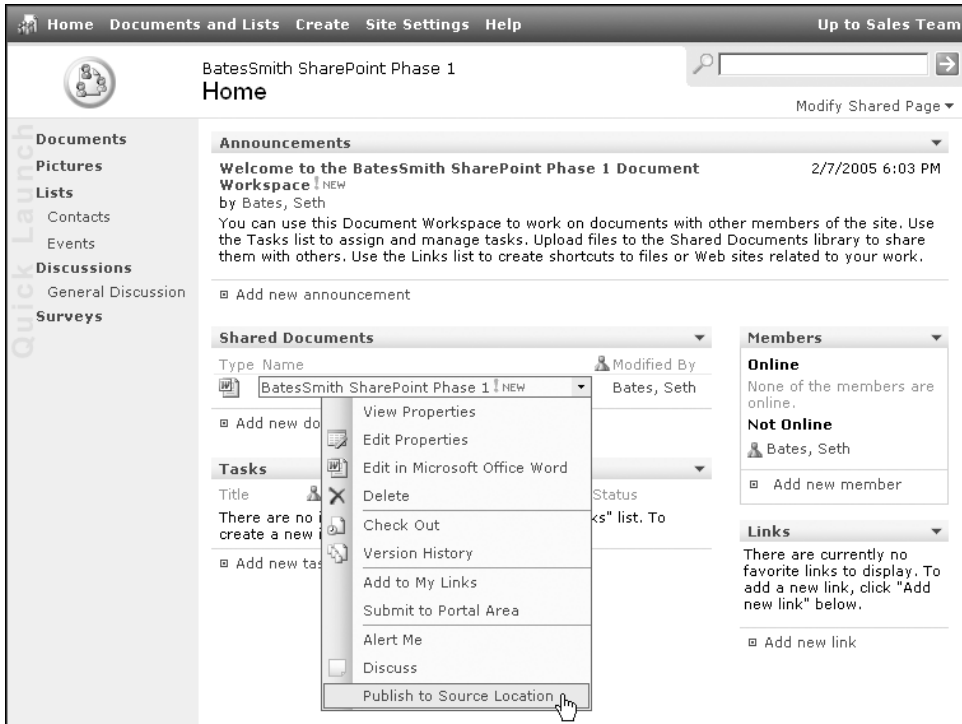 Home Documents and Lists Create Site Settings Help Up to Sales Team
BatesSmith SharePoint Phase 1
Home
Modify Shared Page
Quick Launch
Documents
Pictures
Lists
Contacts
Events
Discussions
General Discussion
Surveys
Announcements
Welcome to the BatesSmith SharePoint Phase 1 Document 2/7/2005 6:03 PM
Workspace ! NEW
by Bates, Seth
You can use this Document Workspace to work on documents with other members of the site. Use
the Tasks list to assign and manage tasks. Upload files to the Shared Documents library to share
them with others. Use the Links list to create shortcuts to files or Web sites related to your work.
Add new announcement
Shared Documents
Type Name Modified By
BatesSmith SharePoint Phase 1 ! NEW Bates, Seth
Add new do
View Properties
Edit Properties
Edit in Microsoft Office Word
Delete
Check Out
Version History
Add to My Links
Submit to Portal Area
Alert Me
Discuss
Publish to Source Location
Tasks
Title Status
There are no i ks" list. To
create a new i
Add new tas
Members
Online
None of the members are
online.
Not Online
Bates, Seth
Add new member
Links
There are currently no
favorite links to display. To
add a new link, click "Add
new link" below.
Add new link